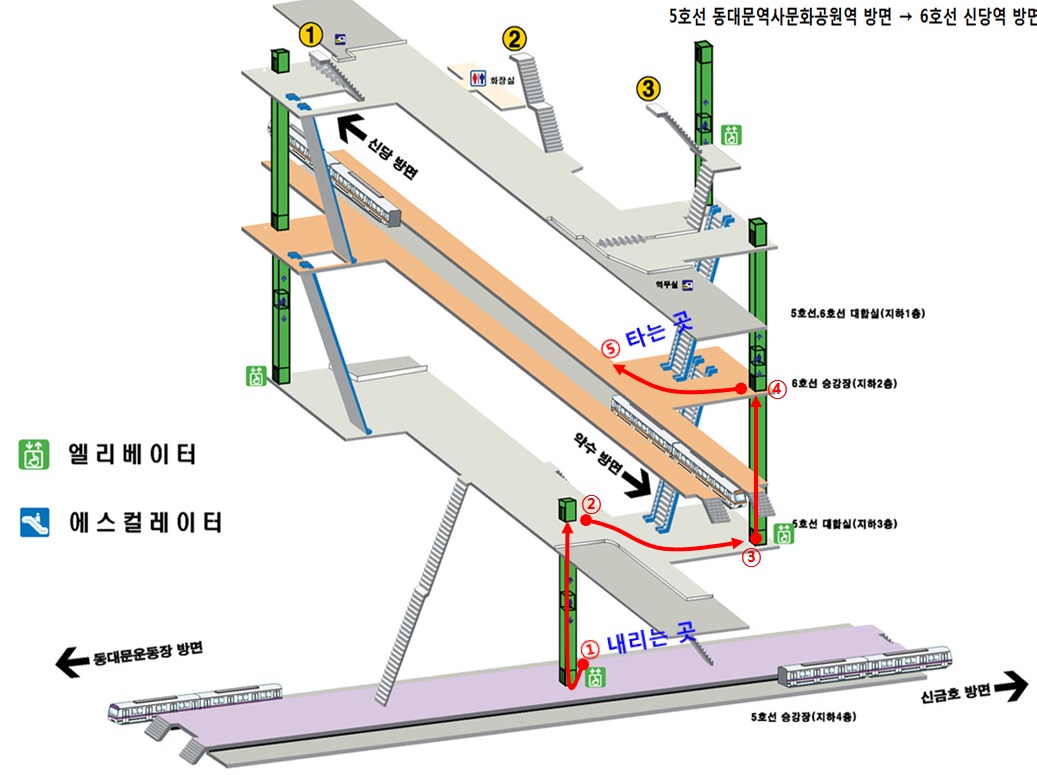 5호선 동대문역사문화공원역 방면 → 6호선 신당역 방면
1
2
화장실
3
신당 방면
역무실
5호선.6호선 대합실(지하1층)
⑤ 타는 곳
6호선 승강장(지하2층)
④
약수 방면
엘리베이터
②
에스컬레이터
5호선 대합실(지하3층)
③
① 내리는 곳
동대문운동장 방면
신금호 방면
5호선 승강장(지하4층)